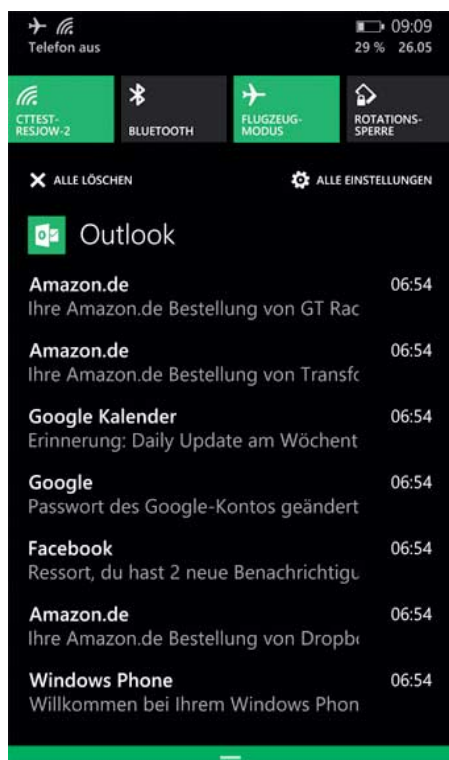 09:09
Telefon aus 29 % 26.05
CTTEST-
RESJOW-2
BLUETOOTH
FLUGZEUG-
MODUS
ROTATIONS-
SPERRE
ALLE LÖSCHEN ALLE EINSTELLUNGEN
Outlook
Amazon.de 06:54
Ihre Amazon.de Bestellung von GT Rac
Amazon.de 06:54
Ihre Amazon.de Bestellung von Transfo
Google Kalender 06:54
Erinnerung: Daily Update am Wöchent
Google 06:54
Passwort des Google-Kontos geändert
Facebook 06:54
Ressort, du hast 2 neue Benachrichtigu
Amazon.de 06:54
Ihre Amazon.de Bestellung von Dropbo
Windows Phone 06:54
Willkommen bei Ihrem Windows Phon